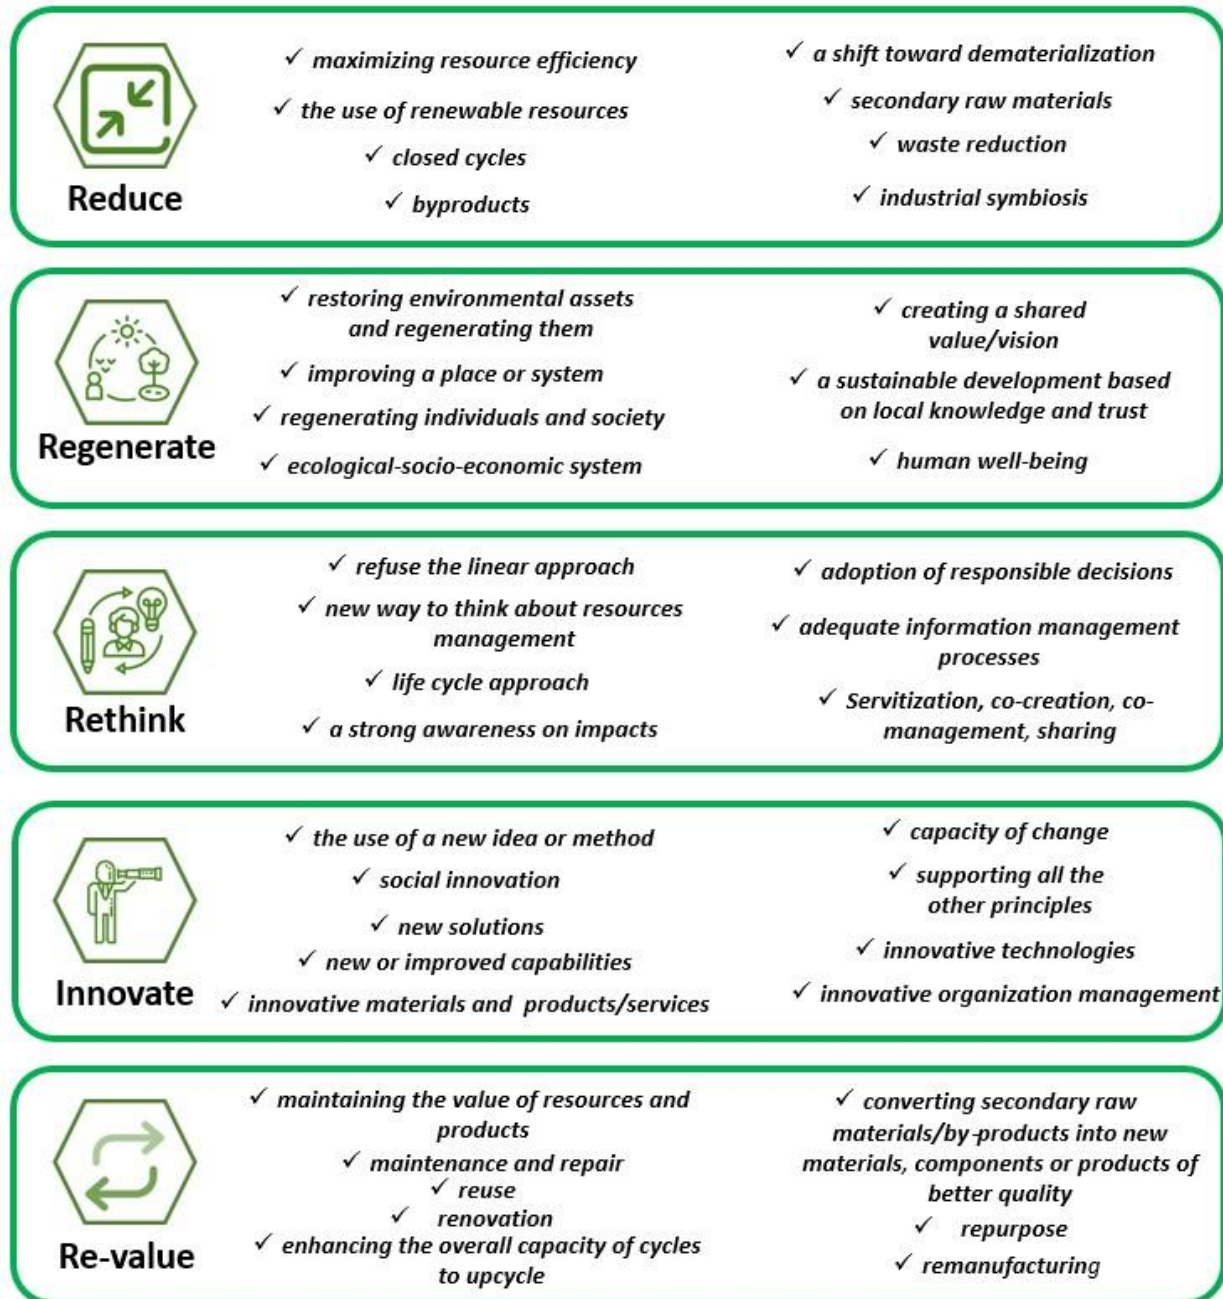 ✓ maximizing resource efficiency
✓ the use of renewable resources
✓ closed cycles
✓ byproducts
✓ a shift toward dematerialization
✓ secondary raw materials
✓ waste reduction
✓ industrial symbiosis
Reduce
✓ restoring environmental assets
and regenerating them
✓ improving a place or system
✓ regenerating individuals and society
✓ ecological-socio-economic system
✓ creating a shared
value/vision
✓ a sustainable development based
on local knowledge and trust
✓ human well-being
Regenerate
✓ refuse the linear approach
✓ new way to think about resources
management
✓ life cycle approach
✓ a strong awareness on impacts
✓ adoption of responsible decisions
✓ adequate information management
processes
✓ Servitization, co-creation, co-
management, sharing
Rethink
✓ the use of a new idea or method
✓ social innovation
✓ new solutions
✓ new or improved capabilities
✓ innovative materials and products/services
✓ capacity of change
✓ supporting all the
other principles
✓ innovative technologies
✓ innovative organization management
Innovate
✓ maintaining the value of resources and
products
✓ maintenance and repair
✓ reuse
✓ renovation
✓ enhancing the overall capacity of cycles
to upcycle
✓ converting secondary raw
materials/by-products into new
materials, components or products of
better quality
✓ repurpose
✓ remanufacturing
Re-value